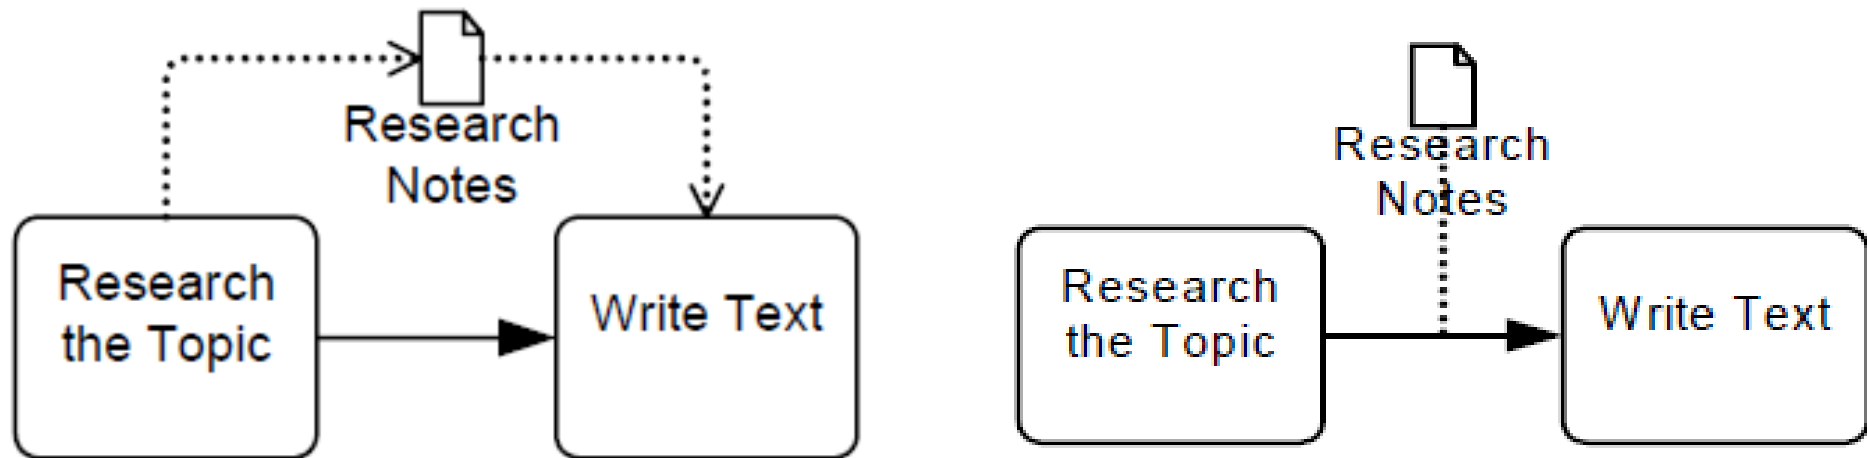 Research
Notes
Research
the Topic
Write Text
Research
Notes
Research
the Topic
Write Text